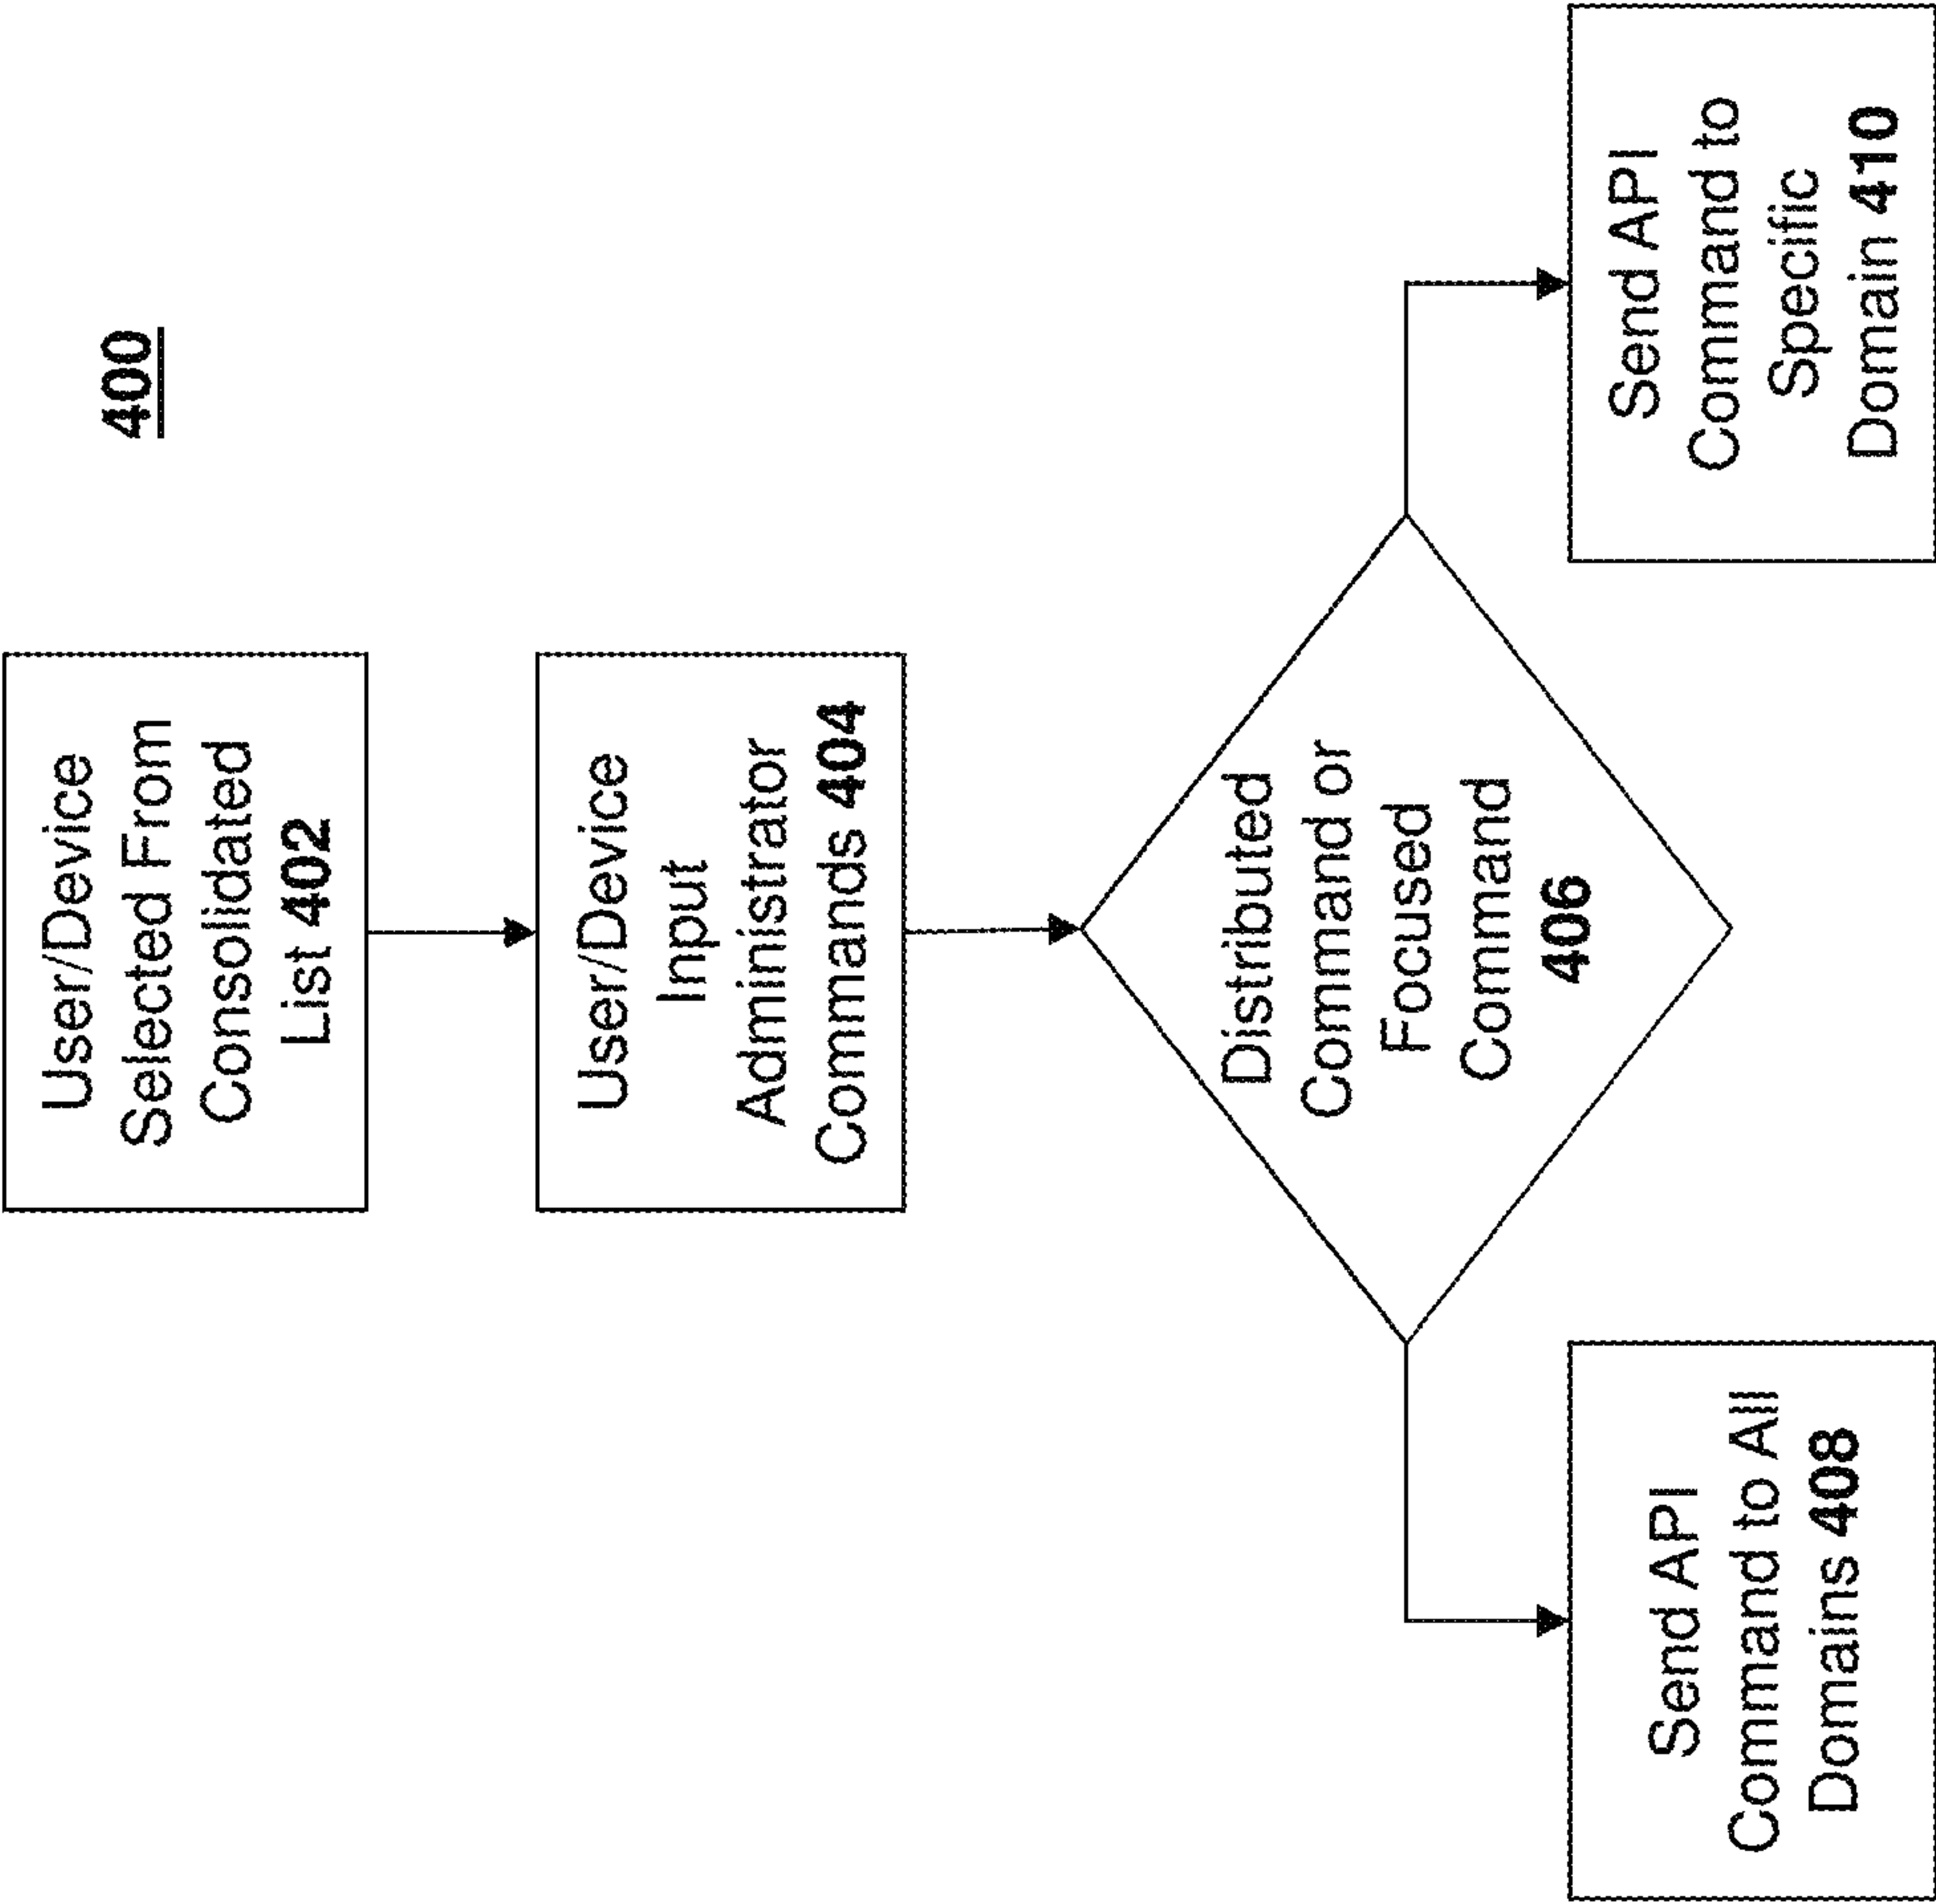 400
User/Device
Selected From
Consolidated
List 402
User/Device
Input
Administrator
Commands 404
Distributed
Command or
Focused
Command
406
Send API
Command to All
Domains 408
Send API
Command to
Specific
Domain 410